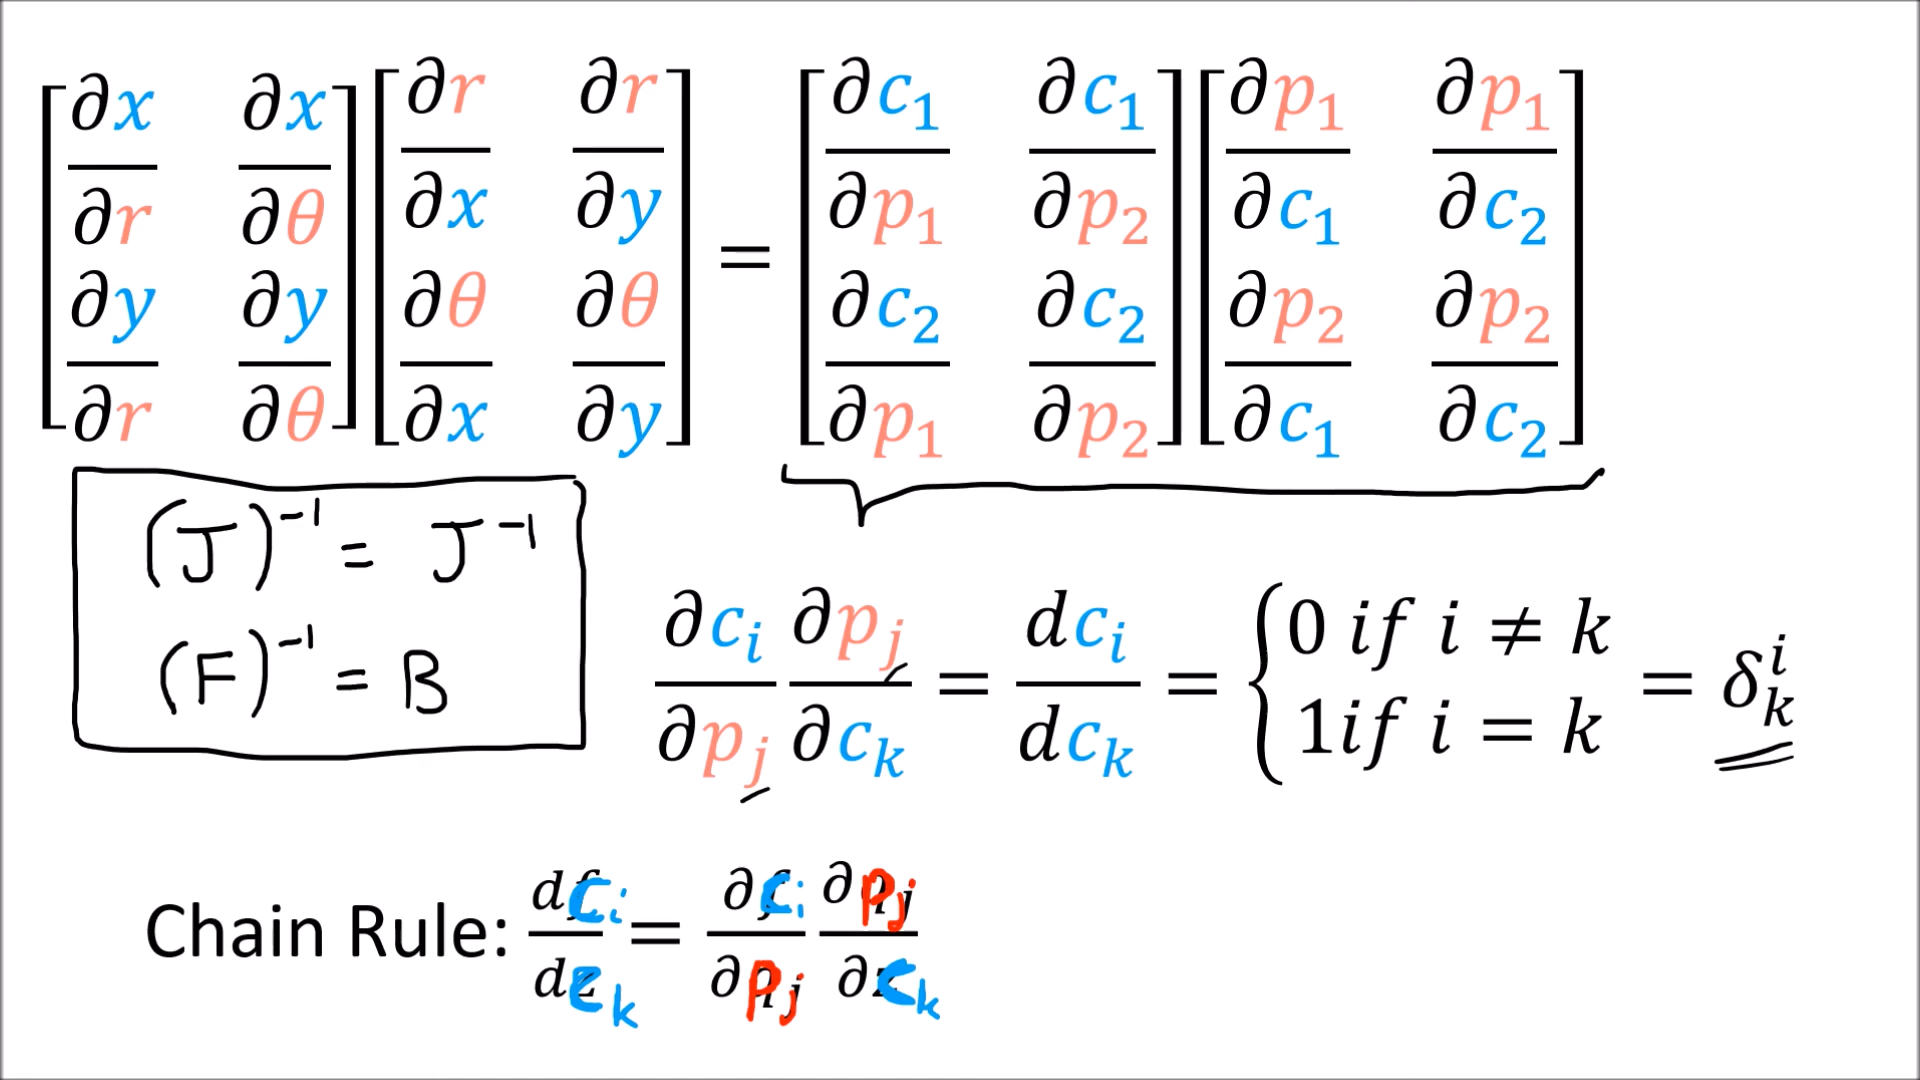 [∂x/∂r ∂x/∂θ] [∂r/∂x ∂r/∂y] = [∂c₁/∂p₁ ∂c₁/∂p₂] [∂p₁/∂c₁ ∂p₁/∂c₂]
[∂y/∂r ∂y/∂θ] [∂θ/∂x ∂θ/∂y] [∂c₂/∂p₁ ∂c₂/∂p₂] [∂p₂/∂c₁ ∂p₂/∂c₂]
(J)⁻¹ = J⁻¹
(F)⁻¹ = B
∂cᵢ/∂pⱼ ∂pⱼ/∂cₖ = dcᵢ/dcₖ = {0 if i ≠ k
1if i = k = δⁱₖ
Chain Rule: dcᵢ/dcₖ = ∂cᵢ/∂pⱼ ∂pⱼ/∂cₖ